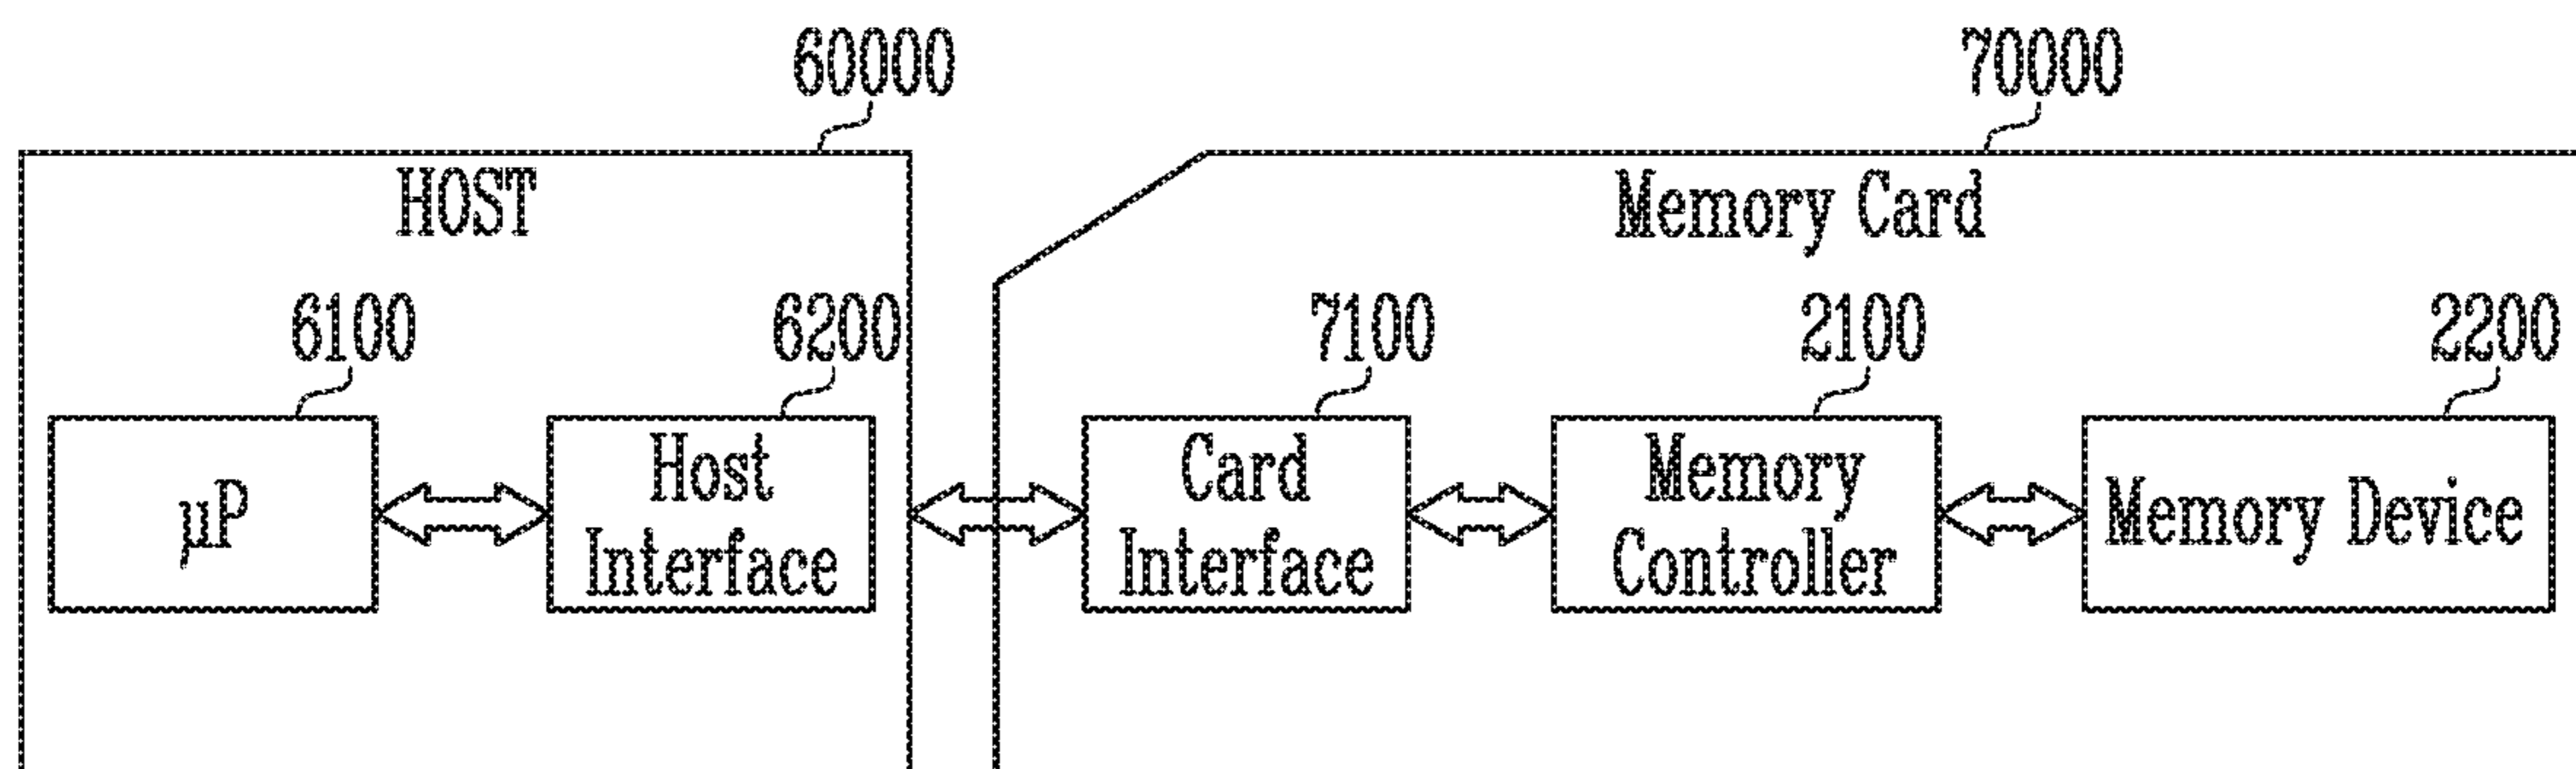 60000
70000
HOST
Memory Card
6100
6200
7100
2100
2200
µP
Host
Interface
Card
Interface
Memory
Controller
Memory Device